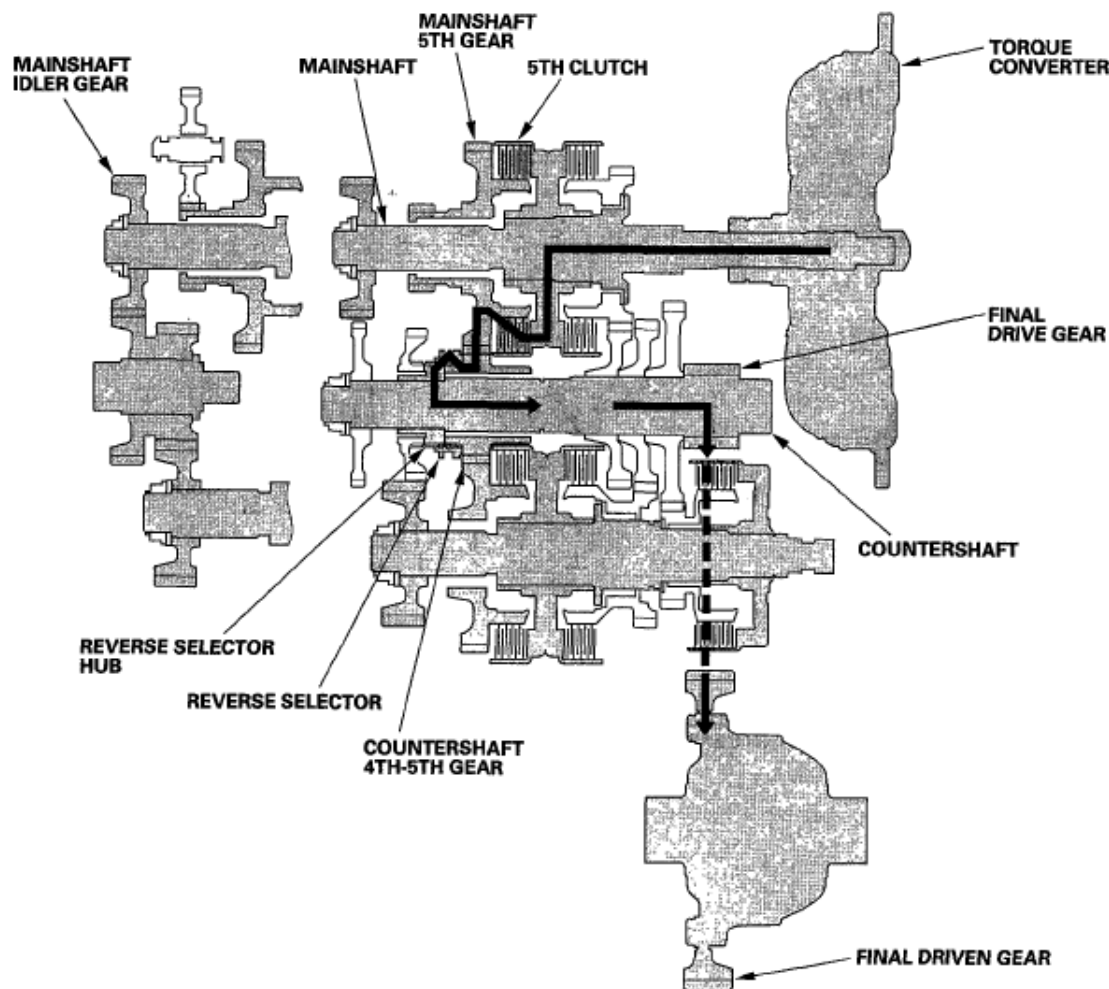 MAINSHAFT
5TH GEAR
MAINSHAFT
IDLER GEAR
MAINSHAFT
5TH CLUTCH
TORQUE
CONVERTER
FINAL
DRIVE GEAR
COUNTERSHAFT
REVERSE SELECTOR
HUB
REVERSE SELECTOR
COUNTERSHAFT
4TH-5TH GEAR
FINAL DRIVEN GEAR